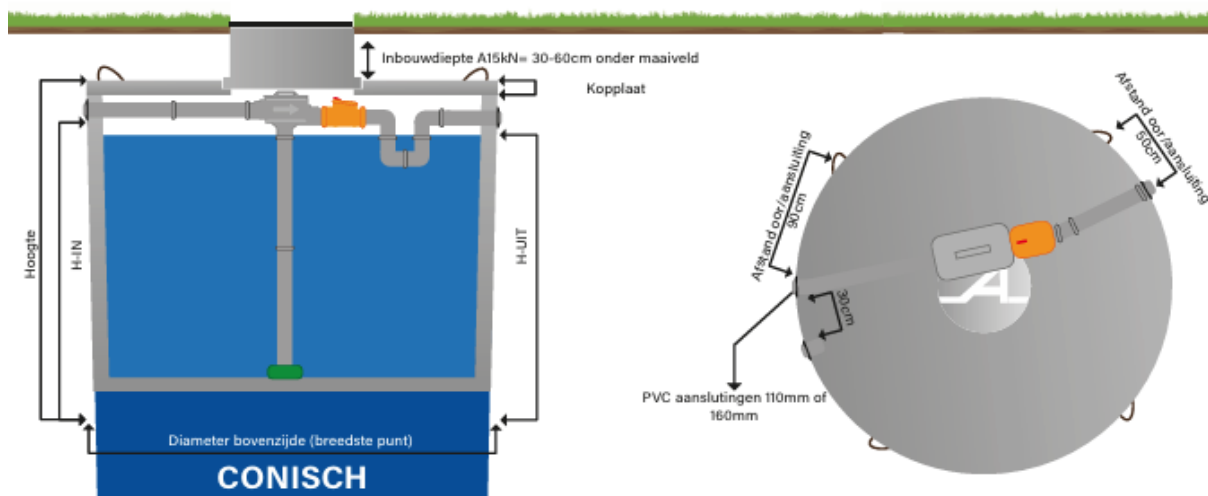 Inbouwdiepte A15kN= 30-60cm onder maaiveld
Kopplaat
Hoogte
H-IN
H-UIT
Diameter bovenzijde (breedste punt)
CONISCH
Afstand oor/aansluiting
90cm
Afstand oor/aansluiting
50cm
30cm
PVC aanslutingen 110mm of
160mm